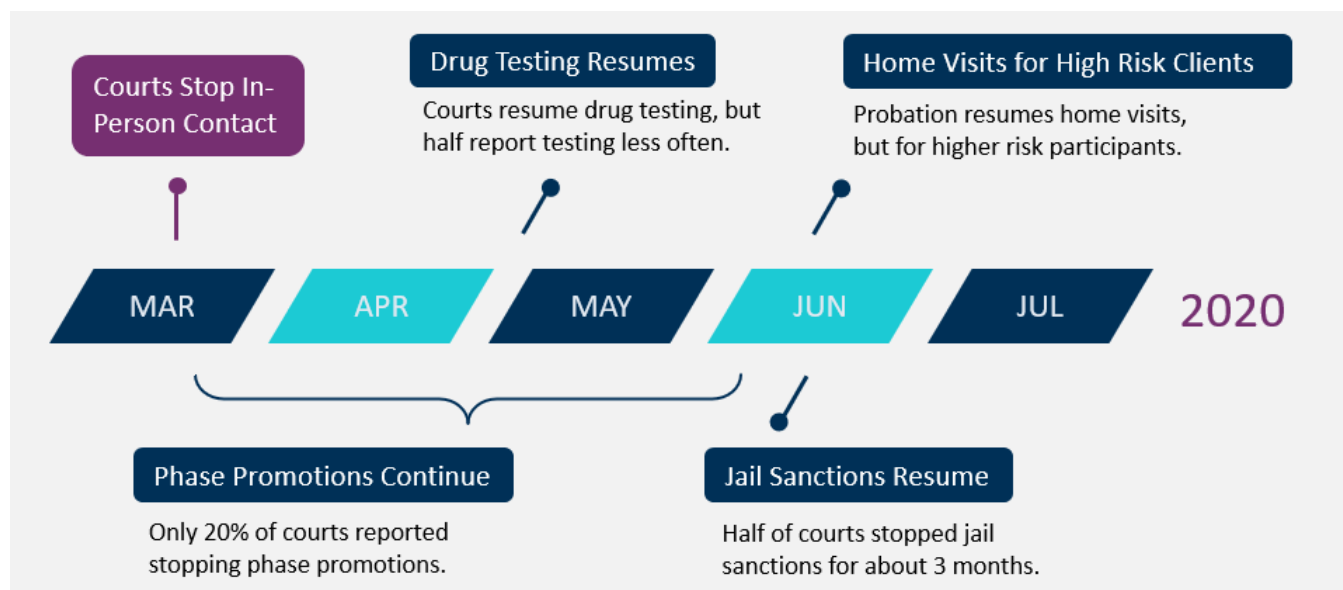 Courts Stop In-
Person Contact
Drug Testing Resumes
Courts resume drug testing, but
half report testing less often.
Home Visits for High Risk Clients
Probation resumes home visits,
but for higher risk participants.
MAR
APR
MAY
JUN
JUL
2020
Phase Promotions Continue
Only 20% of courts reported
stopping phase promotions.
Jail Sanctions Resume
Half of courts stopped jail
sanctions for about 3 months.